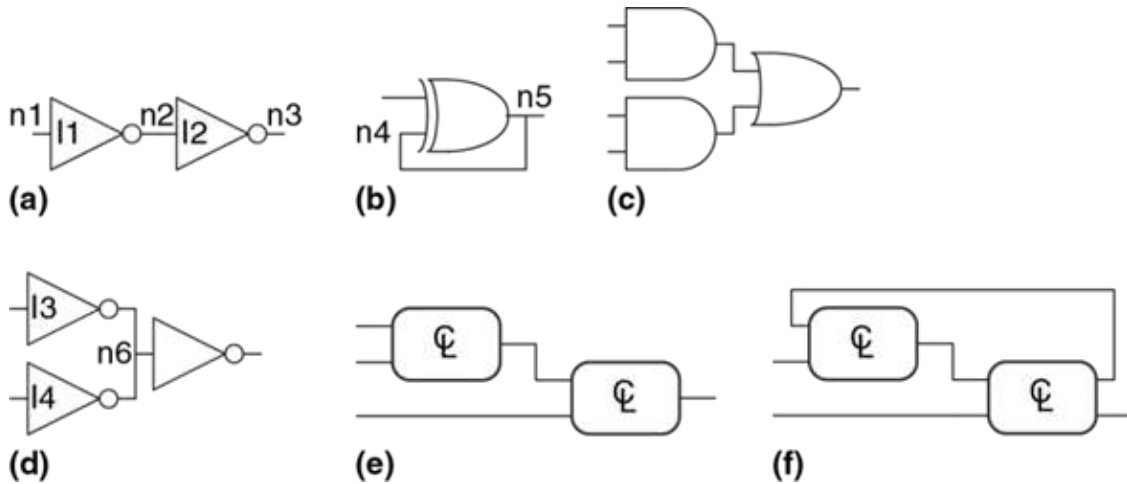 n1 I1 n2 I2 n3
n4 n5
(a) (b) (c)
I3
n6
I4
CL CL
CL CL
(d) (e) (f)